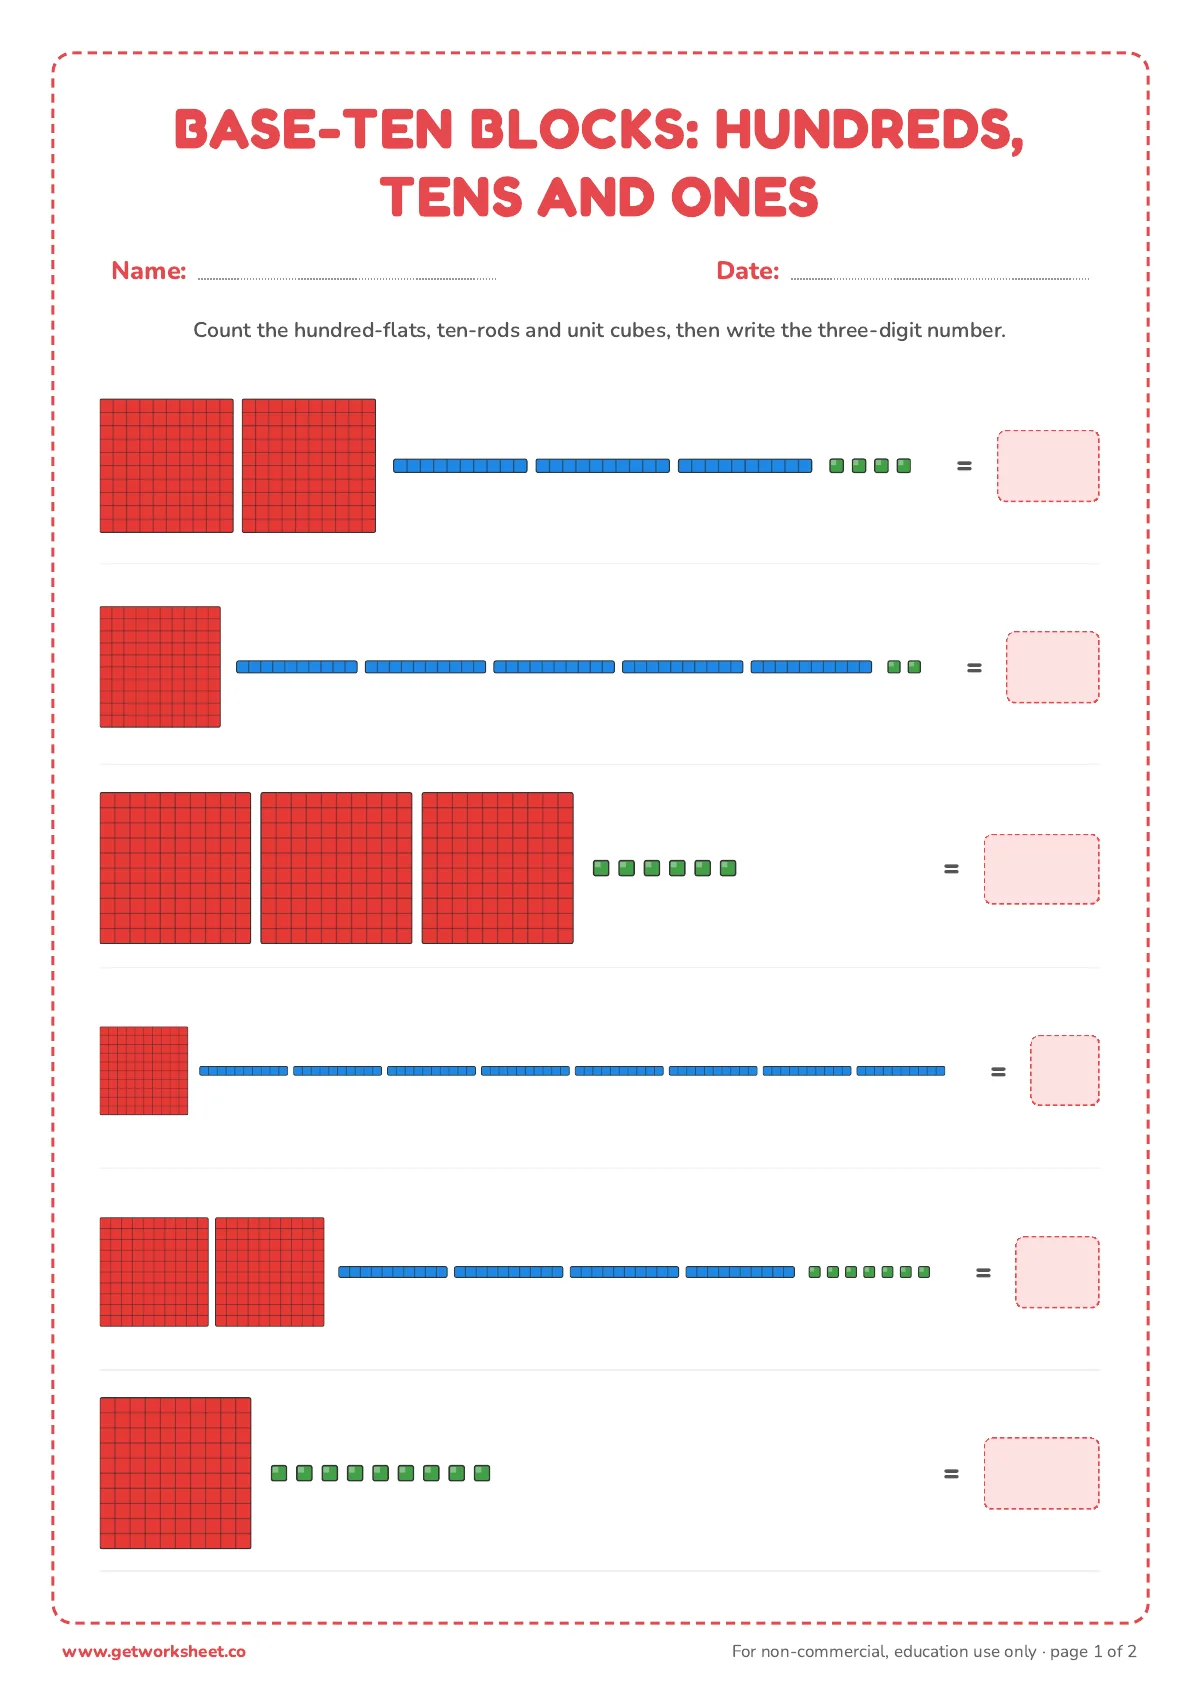 BASE-TEN BLOCKS: HUNDREDS,
TENS AND ONES
Name:
Date:
Count the hundred-flats, ten-rods and unit cubes, then write the three-digit number.
=
=
=
=
=
=
www.getworksheet.co
For non-commercial, education use only · page 1 of 2